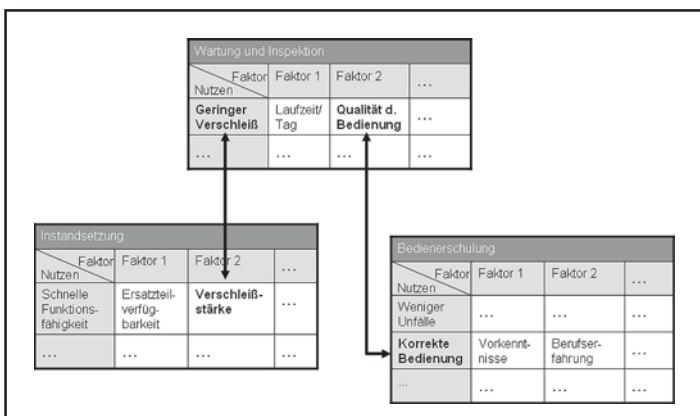 Wartung und Inspektion
Faktor
Nutzen
Faktor 1
Faktor 2
...
Geringer
Verschleiß
Laufzeit/
Tag
Qualität d.
Bedienung
...
...
...
...
...
Instandsetzung
Faktor
Nutzen
Faktor 1
Faktor 2
...
Schnelle
Funktions-
fähigkeit
Ersatzteil-
verfüg-
barkeit
Verschleiß-
stärke
...
...
...
...
...
Bedienerschulung
Faktor
Nutzen
Faktor 1
Faktor 2
...
Weniger
Unfälle
...
...
...
Korrekte
Bedienung
Vorkennt-
nisse
Berufser-
fahrung
...
...
...
...
...